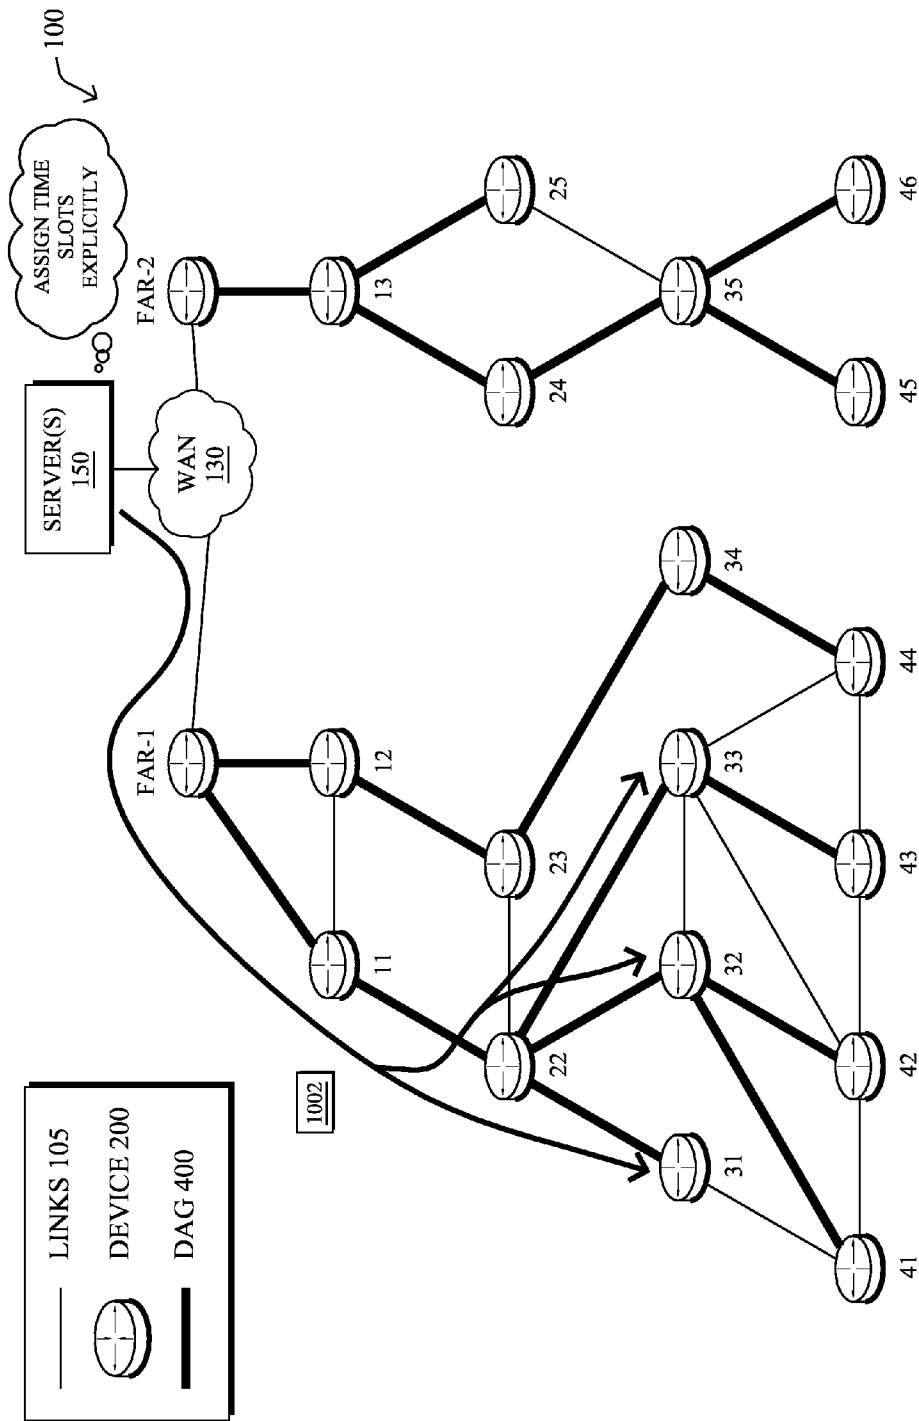 ASSIGN TIME
SLOTS
EXPLICITLY
100
SERVER(S)
150
WAN
130
FAR-1
FAR-2
LINKS 105
DEVICE 200
DAG 400
1002
11
12
13
22
23
24
25
31
32
33
34
35
41
42
43
44
45
46